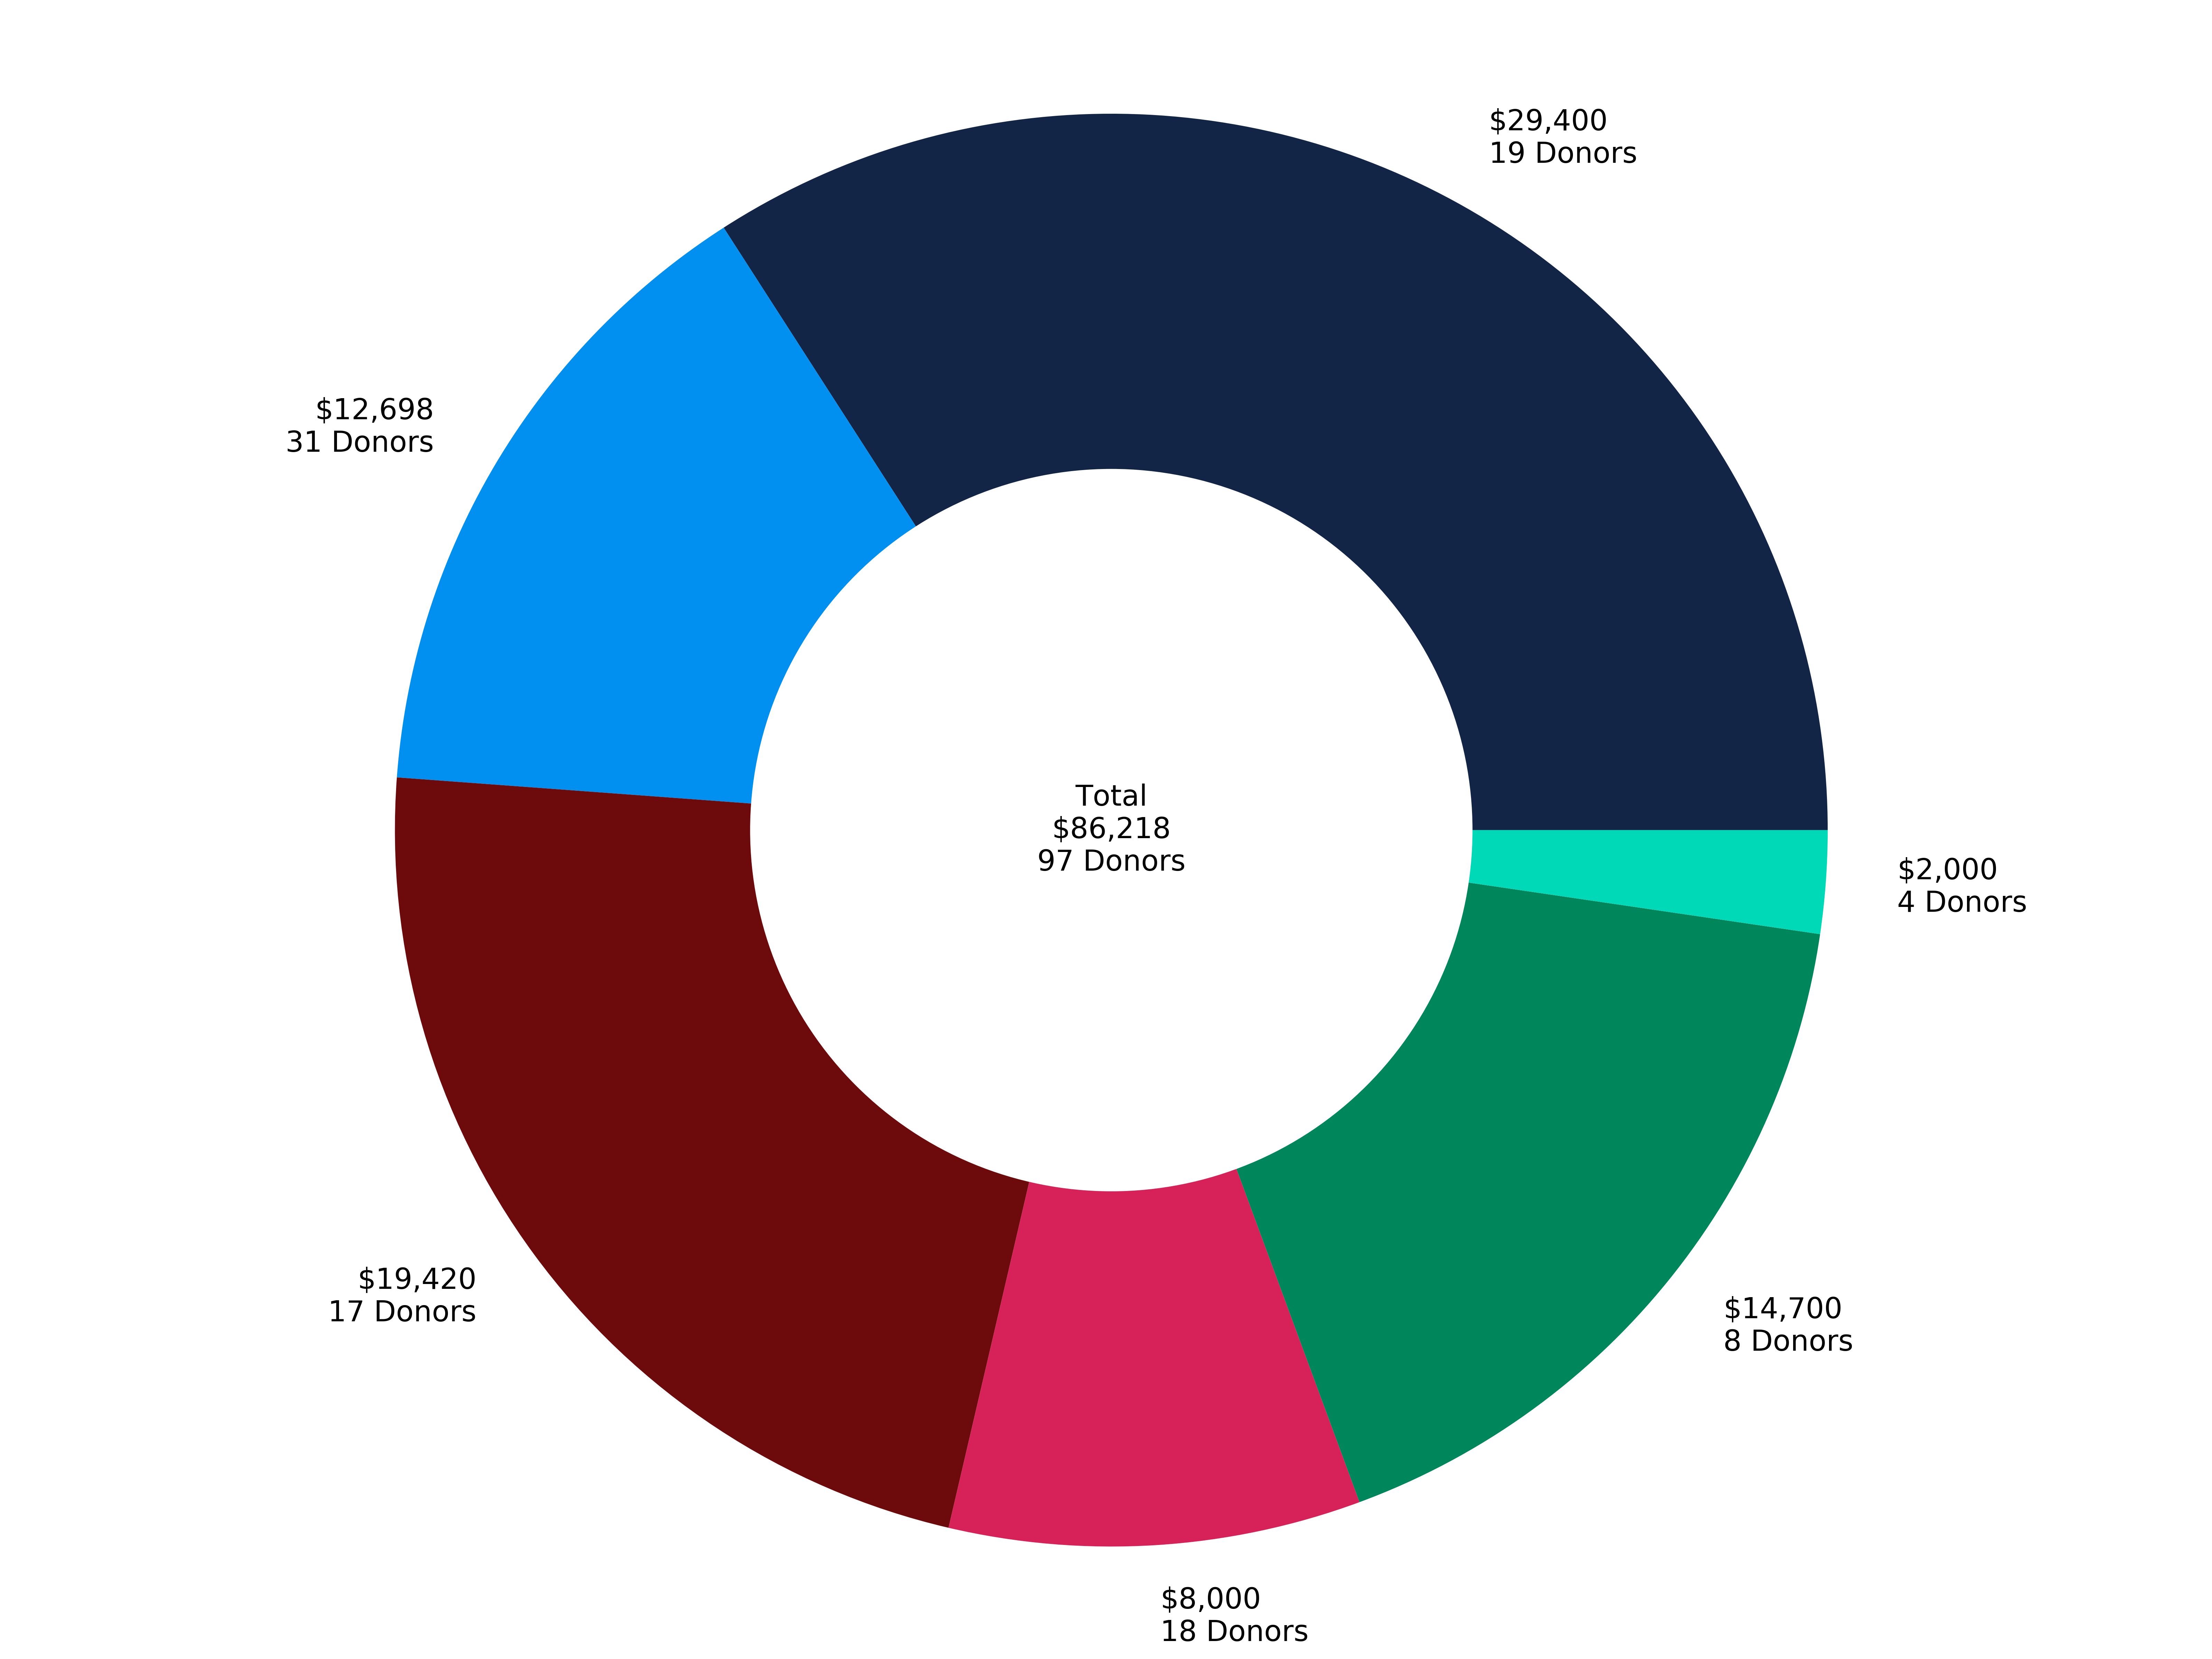 $29,400
19 Donors
$12,698
31 Donors
Total
$86,218
97 Donors
$2,000
4 Donors
$19,420
17 Donors
$14,700
8 Donors
$8,000
18 Donors